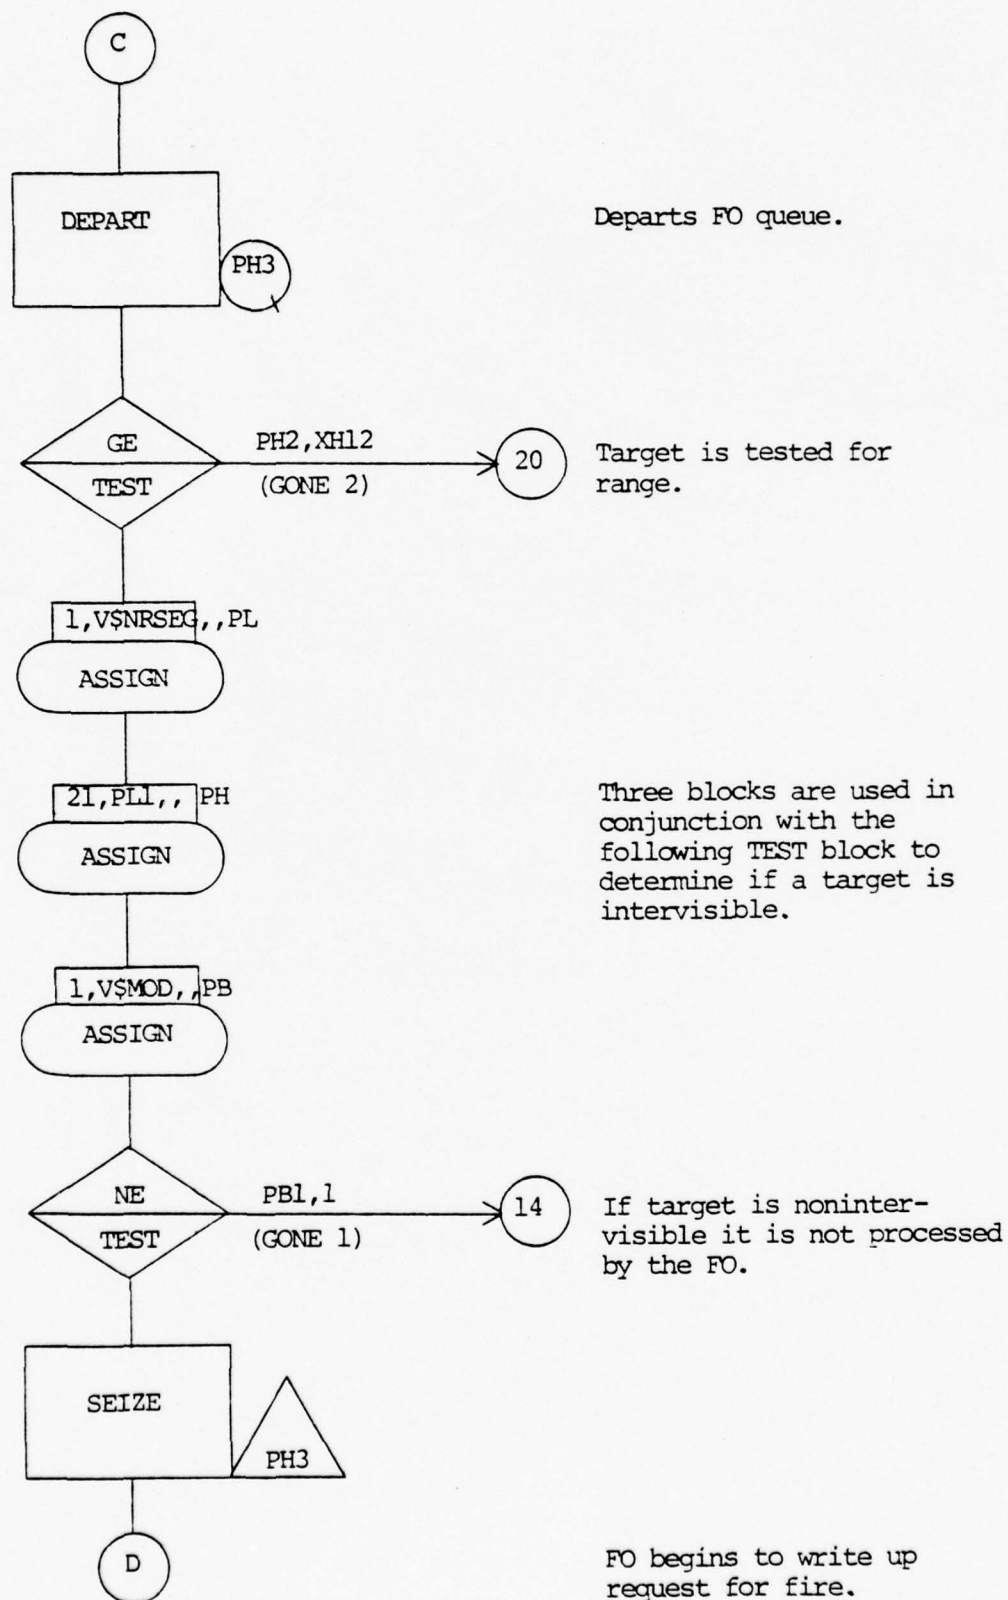 C
DEPART
Departs FO queue.
PH3
GE
TEST
PH2,XH12
(GONE 2)
20
Target is tested for
range.
1,V$NRSEG,,PL
ASSIGN
21,PL1,, PH
ASSIGN
Three blocks are used in
conjunction with the
following TEST block to
determine if a target is
intervisible.
1,V$MOD,,PB
ASSIGN
NE
TEST
PB1,1
(GONE 1)
14
If target is noninter-
visible it is not processed
by the FO.
SEIZE
PH3
D
FO begins to write up
request for fire.